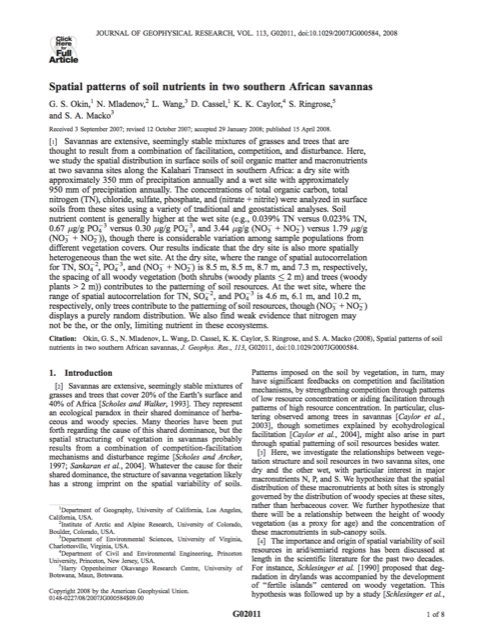 JOURNAL OF GEOPHYSICAL RESEARCH, VOL. 113, G02011, doi:10.1029/2007JG000584, 2008
Click
Here
for
Full
Article
Spatial patterns of soil nutrients in two southern African savannas
G. S. Okin,1 N. Mladenov,2 L. Wang,3 D. Cassel,1 K. K. Caylor,4 S. Ringrose,5
and S. A. Macko3
Received 3 September 2007; revised 12 October 2007; accepted 29 January 2008; published 15 April 2008.
[1] Savannas are extensive, seemingly stable mixtures of grasses and trees that are
thought to result from a combination of facilitation, competition, and disturbance. Here,
we study the spatial distribution in surface soils of soil organic matter and macronutrients
at two savanna sites along the Kalahari Transect in southern Africa: a dry site with
approximately 350 mm of precipitation annually and a wet site with approximately
950 mm of precipitation annually. The concentrations of total organic carbon, total
nitrogen (TN), chloride, sulfate, phosphate, and (nitrate + nitrite) were analyzed in surface
soils from these sites using a variety of traditional and geostatistical analyses. Soil
nutrient content is generally higher at the wet site (e.g., 0.039% TN versus 0.023% TN,
0.67 μg/g PO4−3 versus 0.30 μg/g PO4−3, and 3.44 μg/g (NO3− + NO2−) versus 1.79 μg/g
(NO3− + NO2−)), though there is considerable variation among sample populations from
different vegetation covers. Our results indicate that the dry site is also more spatially
heterogeneous than the wet site. At the dry site, where the range of spatial autocorrelation
for TN, SO4−2, PO4−3, and (NO3− + NO2−) is 8.5 m, 8.5 m, 8.7 m, and 7.3 m, respectively,
the spacing of all woody vegetation (both shrubs (woody plants ≤ 2 m) and trees (woody
plants > 2 m)) contributes to the patterning of soil resources. At the wet site, where the
range of spatial autocorrelation for TN, SO4−2, and PO4−3 is 4.6 m, 6.1 m, and 10.2 m,
respectively, only trees contribute to the patterning of soil resources, though (NO3− + NO2−)
displays a purely random distribution. We also find weak evidence that nitrogen may
not be the, or the only, limiting nutrient in these ecosystems.
Citation: Okin, G. S., N. Mladenov, L. Wang, D. Cassel, K. K. Caylor, S. Ringrose, and S. A. Macko (2008), Spatial patterns of soil
nutrients in two southern African savannas, J. Geophys. Res., 113, G02011, doi:10.1029/2007JG000584.
1. Introduction
[2] Savannas are extensive, seemingly stable mixtures of
grasses and trees that cover 20% of the Earth's surface and
40% of Africa [Scholes and Walker, 1993]. They represent
an ecological paradox in their shared dominance of herba-
ceous and woody species. Many theories have been put
forth regarding the cause of this shared dominance, but the
spatial structuring of vegetation in savannas probably
results from a combination of competition-facilitation
mechanisms and disturbance regime [Scholes and Archer,
1997; Sankaran et al., 2004]. Whatever the cause for their
shared dominance, the structure of savanna vegetation likely
has a strong imprint on the spatial variability of soils.
1Department of Geography, University of California, Los Angeles,
California, USA.
2Institute of Arctic and Alpine Research, University of Colorado,
Boulder, Colorado, USA.
3Department of Environmental Sciences, University of Virginia,
Charlottesville, Virginia, USA.
4Department of Civil and Environmental Engineering, Princeton
University, Princeton, New Jersey, USA.
5Harry Oppenheimer Okavango Research Centre, University of
Botswana, Maun, Botswana.
Copyright 2008 by the American Geophysical Union.
0148-0227/08/2007JG000584$09.00
Patterns imposed on the soil by vegetation, in turn, may
have significant feedbacks on competition and facilitation
mechanisms, by strengthening competition through patterns
of low resource concentration or aiding facilitation through
patterns of high resource concentration. In particular, clus-
tering observed among trees in savannas [Caylor et al.,
2003], though sometimes explained by ecohydrological
facilitation [Caylor et al., 2004], might also arise in part
through spatial patterning of soil resources besides water.
[3] Here, we investigate the relationships between vege-
tation structure and soil resources in two savanna sites, one
dry and the other wet, with particular interest in major
macronutrients N, P, and S. We hypothesize that the spatial
distribution of these macronutrients at both sites is strongly
governed by the distribution of woody species at these sites,
rather than herbaceous cover. We further hypothesize that
there will be a relationship between the height of woody
vegetation (as a proxy for age) and the concentration of
these macronutrients in sub-canopy soils.
[4] The importance and origin of spatial variability of soil
resources in arid/semiarid regions has been discussed at
length in the scientific literature for the past two decades.
For instance, Schlesinger et al. [1990] proposed that deg-
radation in drylands was accompanied by the development
of "fertile islands" centered on woody vegetation. This
hypothesis was followed up by a study [Schlesinger et al.,
G02011
1 of 8